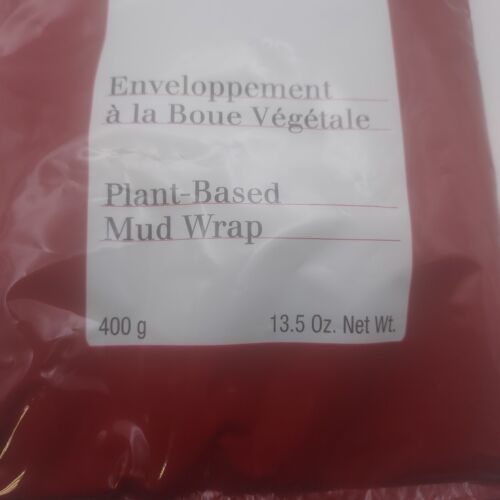 Enveloppement
à la Boue Végétale
Plant-Based
Mud Wrap
400 g 13.5 Oz. Net Wt.